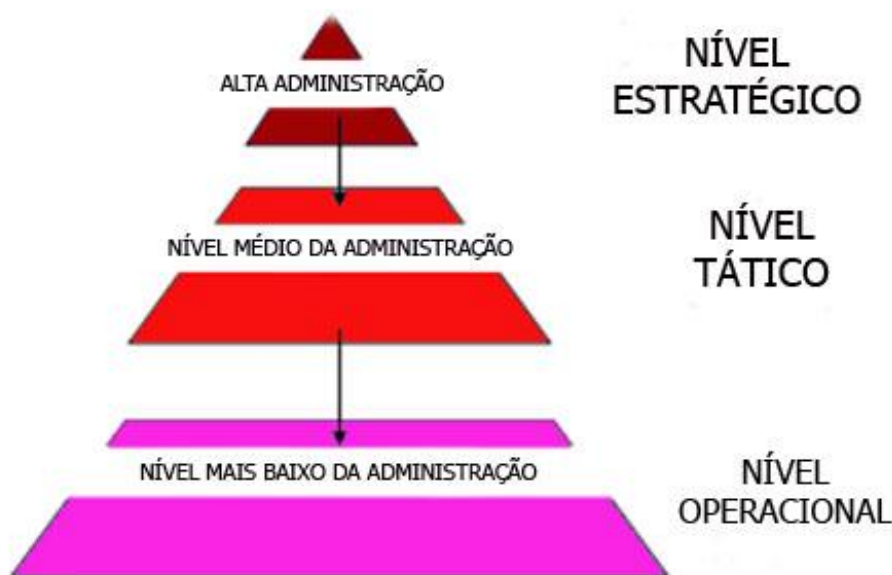 ALTA ADMINISTRAÇÃO
NÍVEL
ESTRATÉGICO
NÍVEL MÉDIO DA ADMINISTRAÇÃO
NÍVEL
TÁTICO
NÍVEL MAIS BAIXO DA ADMINISTRAÇÃO
NÍVEL
OPERACIONAL